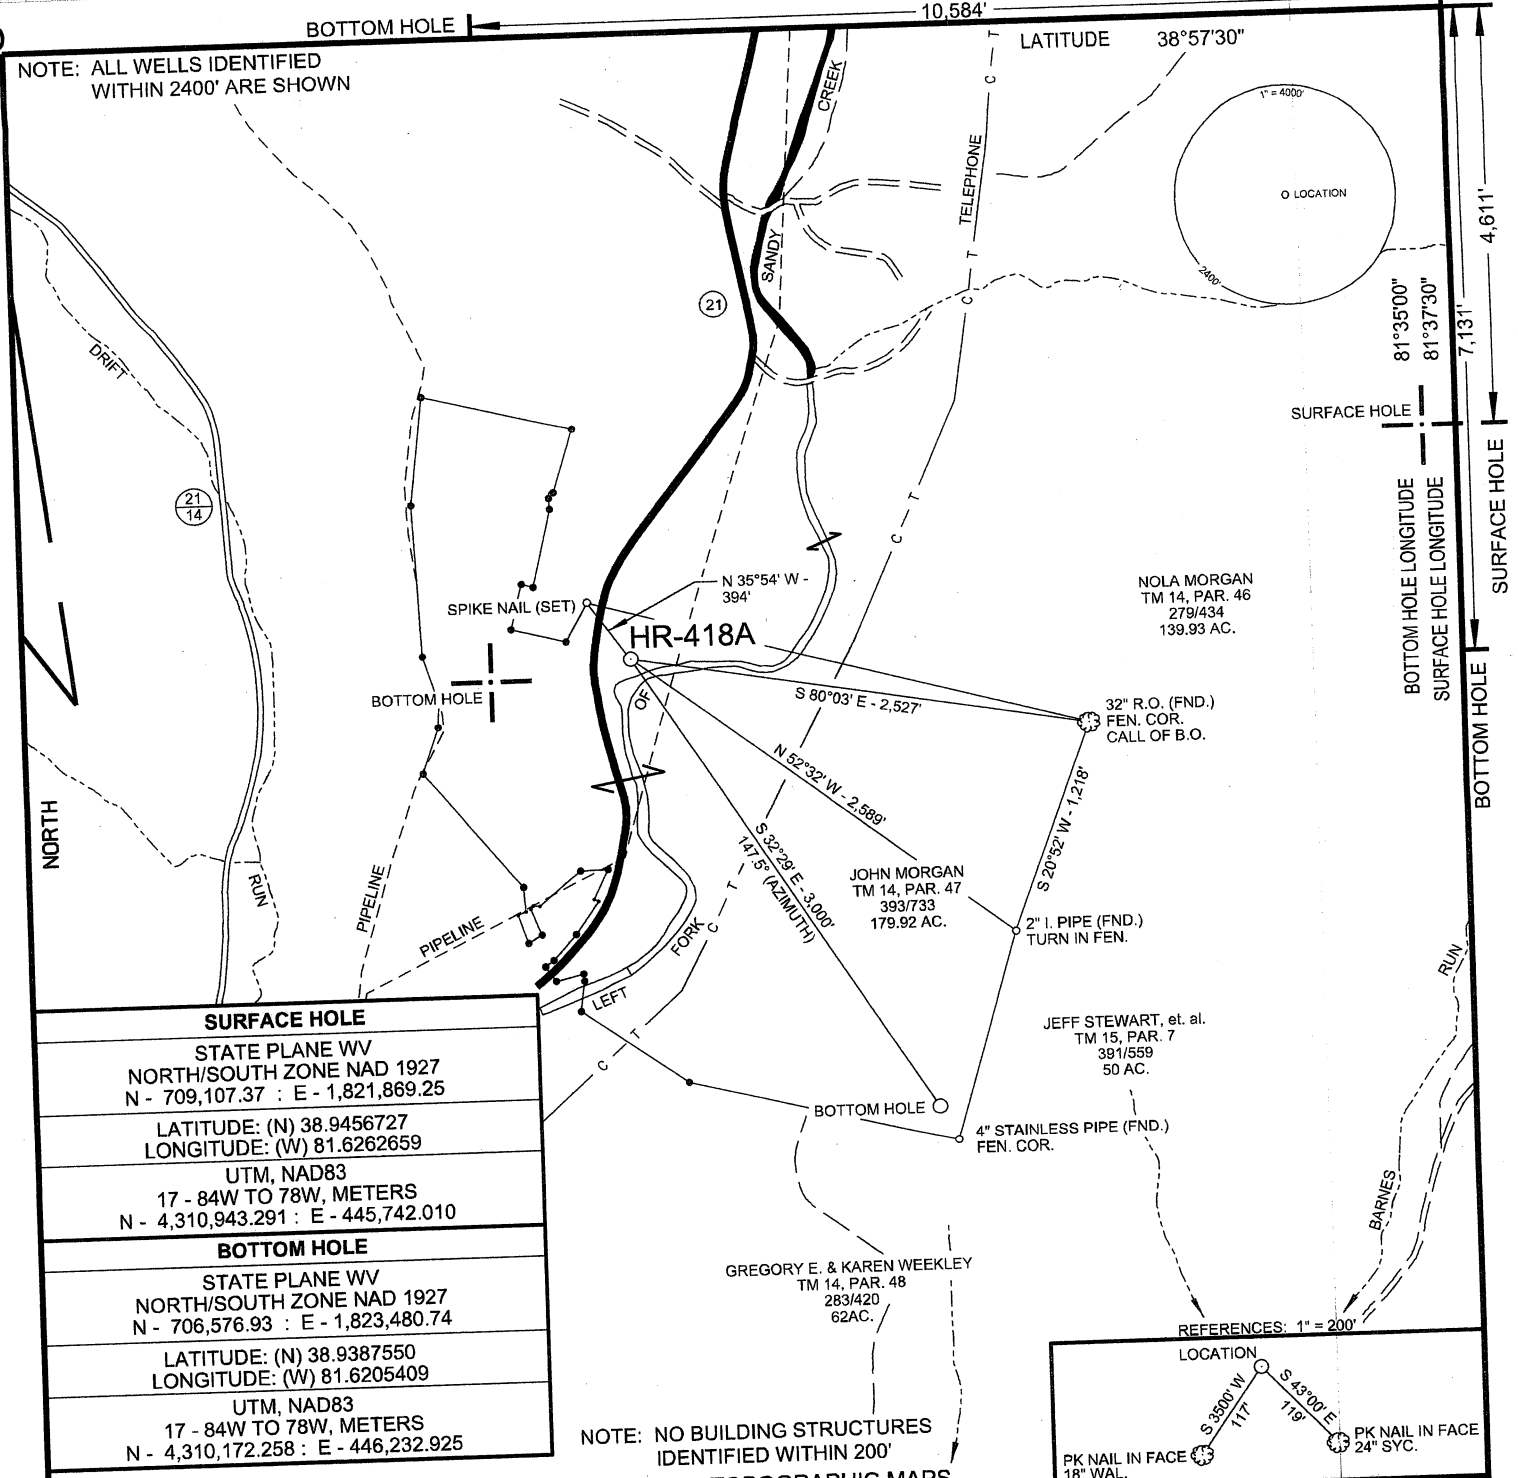 BOTTOM HOLE
10,584'
NOTE: ALL WELLS IDENTIFIED
WITHIN 2400' ARE SHOWN
LATITUDE 38°57'30"
CREEK
SANDY
TELEPHONE
T
C
1" = 4000'
LOCATION
2400'
4,611'
7,131'
81°35'00"
81°37'30"
SURFACE HOLE
BOTTOM HOLE LONGITUDE
SURFACE HOLE LONGITUDE
SURFACE HOLE
BOTTOM HOLE
21
DRIFT
21
14
T
C
T
C
T
C
N 35°54' W -
394'
SPIKE NAIL (SET)
HR-418A
NOLA MORGAN
TM 14, PAR. 46
279/434
139.93 AC.
BOTTOM HOLE
OF
S 80°03' E - 2,527'
32" R.O. (FND.)
FEN. COR.
CALL OF B.O.
N 52°32' W - 2,589'
S 20°52' W - 1,218'
S 32°29' E - 3,000'
147.5° (AZIMUTH)
NORTH
RUN
PIPELINE
PIPELINE
JOHN MORGAN
TM 14, PAR. 47
393/733
179.92 AC.
T
C
2" I. PIPE (FND.)
TURN IN FEN.
FORK
LEFT
RUN
T
C
JEFF STEWART, et. al.
TM 15, PAR. 7
391/559
50 AC.
BOTTOM HOLE
4" STAINLESS PIPE (FND.)
FEN. COR.
BARNES
SURFACE HOLE
STATE PLANE WV
NORTH/SOUTH ZONE NAD 1927
N - 709,107.37 : E - 1,821,869.25
LATITUDE: (N) 38.9456727
LONGITUDE: (W) 81.6262659
UTM, NAD83
17 - 84W TO 78W, METERS
N - 4,310,943.291 : E - 445,742.010
BOTTOM HOLE
STATE PLANE WV
NORTH/SOUTH ZONE NAD 1927
N - 706,576.93 : E - 1,823,480.74
LATITUDE: (N) 38.9387550
LONGITUDE: (W) 81.6205409
UTM, NAD83
17 - 84W TO 78W, METERS
N - 4,310,172.258 : E - 446,232.925
GREGORY E. & KAREN WEEKLEY
TM 14, PAR. 48
283/420
62AC.
REFERENCES: 1" = 200'
LOCATION
S 3500' W
117'
S 43°00' E
119'
PK NAIL IN FACE
18" WAL.
PK NAIL IN FACE
24" SYC.
NOTE: NO BUILDING STRUCTURES
IDENTIFIED WITHIN 200'
TOPOGRAPHIC MAPS